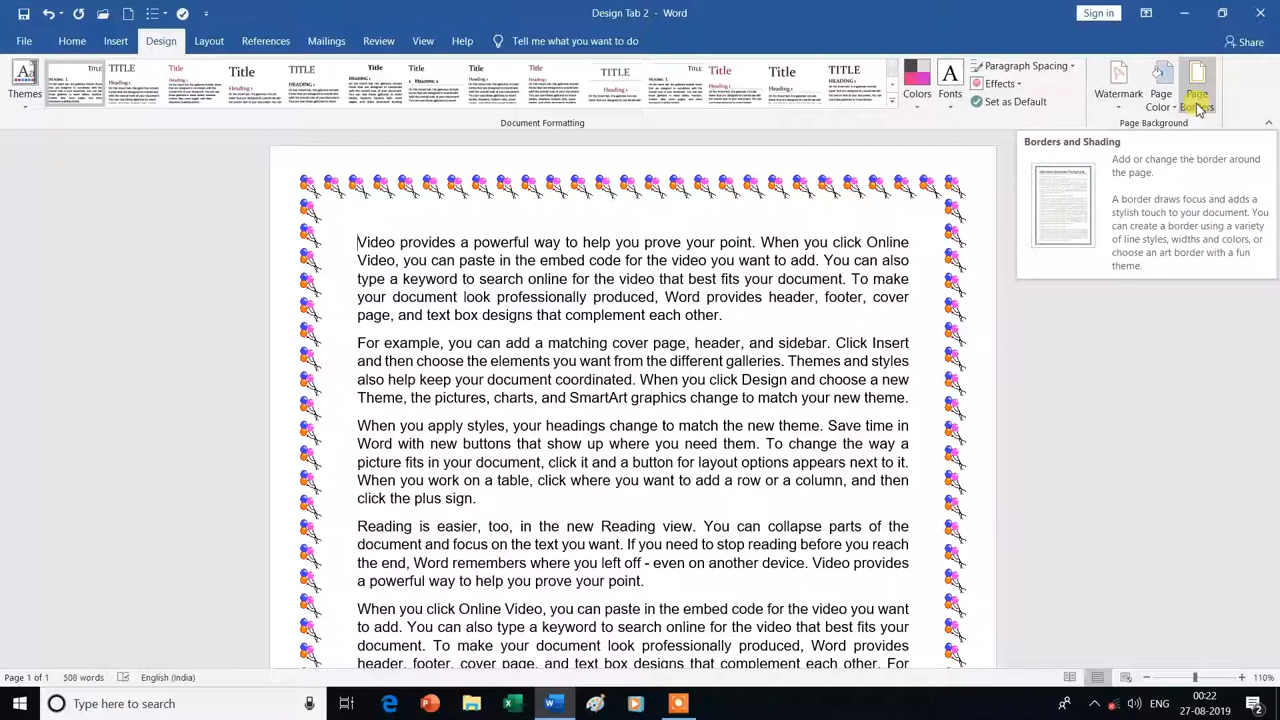 Design Tab 2 - Word
Sign in
File Home Insert Design Layout References Mailings Review View Help Tell me what you want to do
Share
Themes
TITLE
Title
Colors
Fonts
Paragraph Spacing
Effects
Set as Default
Watermark
Page Color
Page Borders
Document Formatting
Page Background
Borders and Shading
Add or change the border around
the page.
A border draws focus and adds a
stylish touch to your document. You
can create a border using a variety
of line styles, widths and colors, or
choose an art border with a fun
theme.
Video provides a powerful way to help you prove your point. When you click Online
Video, you can paste in the embed code for the video you want to add. You can also
type a keyword to search online for the video that best fits your document. To make
your document look professionally produced, Word provides header, footer, cover
page, and text box designs that complement each other.
For example, you can add a matching cover page, header, and sidebar. Click Insert
and then choose the elements you want from the different galleries. Themes and styles
also help keep your document coordinated. When you click Design and choose a new
Theme, the pictures, charts, and SmartArt graphics change to match your new theme.
When you apply styles, your headings change to match the new theme. Save time in
Word with new buttons that show up where you need them. To change the way a
picture fits in your document, click it and a button for layout options appears next to it.
When you work on a table, click where you want to add a row or a column, and then
click the plus sign.
Reading is easier, too, in the new Reading view. You can collapse parts of the
document and focus on the text you want. If you need to stop reading before you reach
the end, Word remembers where you left off - even on another device. Video provides
a powerful way to help you prove your point.
When you click Online Video, you can paste in the embed code for the video you want
to add. You can also type a keyword to search online for the video that best fits your
document. To make your document look professionally produced, Word provides
header, footer, cover page, and text box designs that complement each other. For
Page 1 of 1 508 words English (India)
110%
Type here to search
ENG
00:22
27-08-2019
2